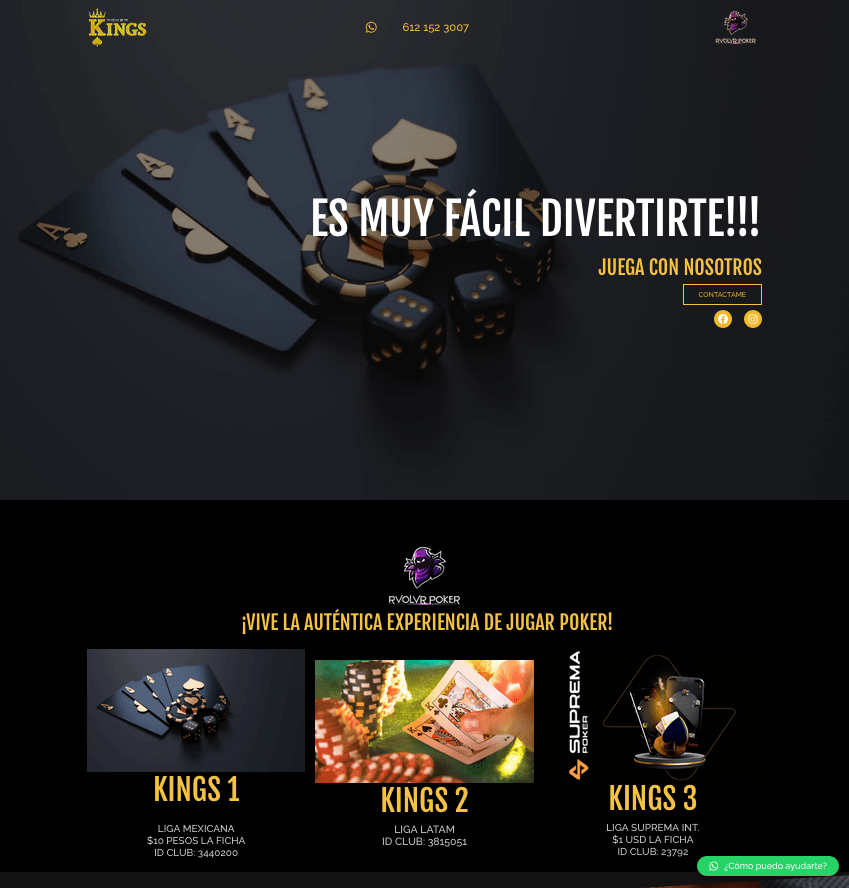 POKER
KINGS
612 152 3007
RVOLVR POKER
A
A
A
A
ES MUY FÁCIL DIVERTIRTE!!!
JUEGA CON NOSOTROS
CONTACTAME
RVOLVR POKER
¡VIVE LA AUTÉNTICA EXPERIENCIA DE JUGAR POKER!
SUPREMA
POKER
K
KINGS 1
LIGA MEXICANA
$10 PESOS LA FICHA
ID CLUB: 3440200
KINGS 2
LIGA LATAM
ID CLUB: 3815051
KINGS 3
LIGA SUPREMA INT.
$1 USD LA FICHA
ID CLUB: 23792
¿Cómo puedo ayudarte?